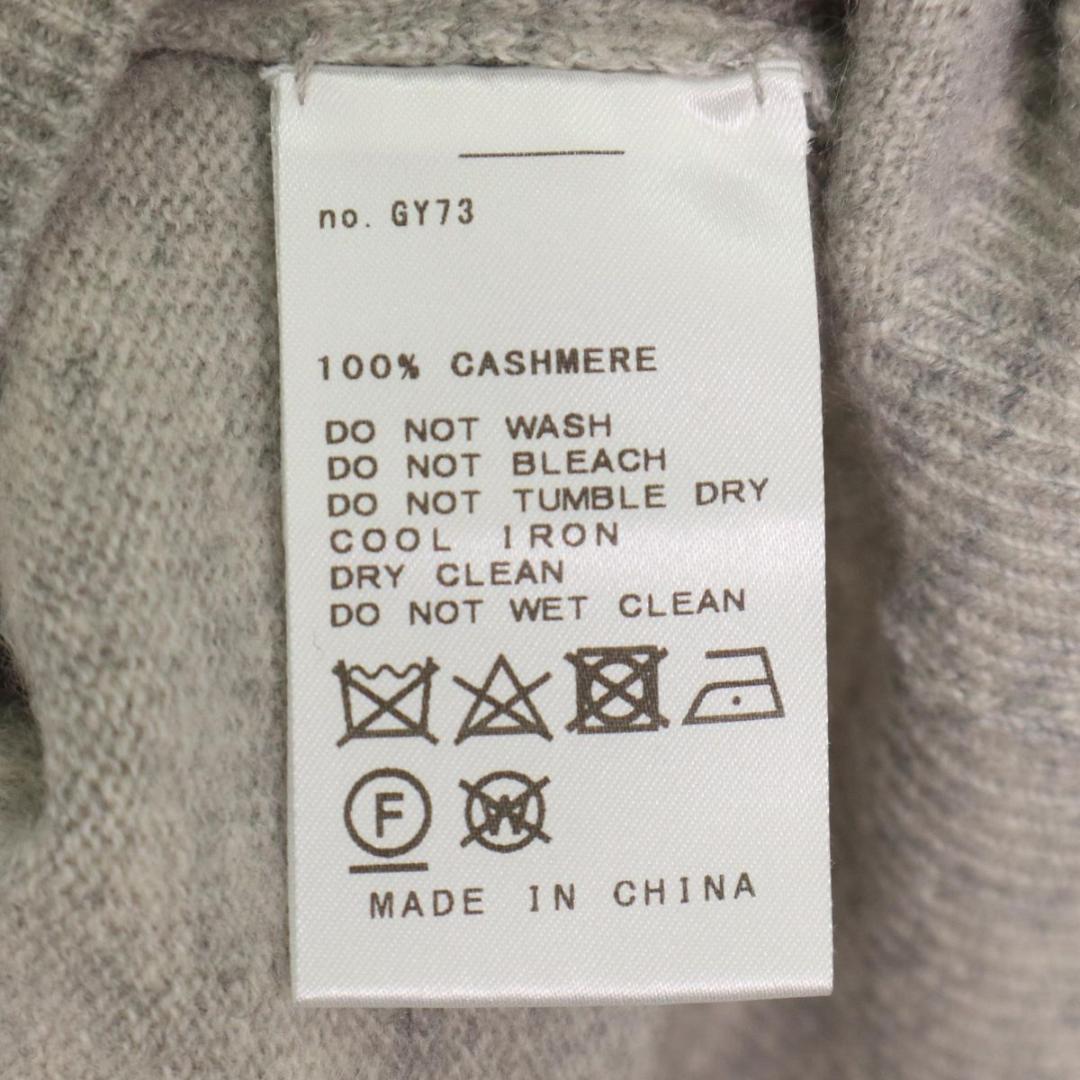 no. GY73
100% CASHMERE
DO NOT WASH
DO NOT BLEACH
DO NOT TUMBLE DRY
COOL IRON
DRY CLEAN
DO NOT WET CLEAN
F W
MADE IN CHINA